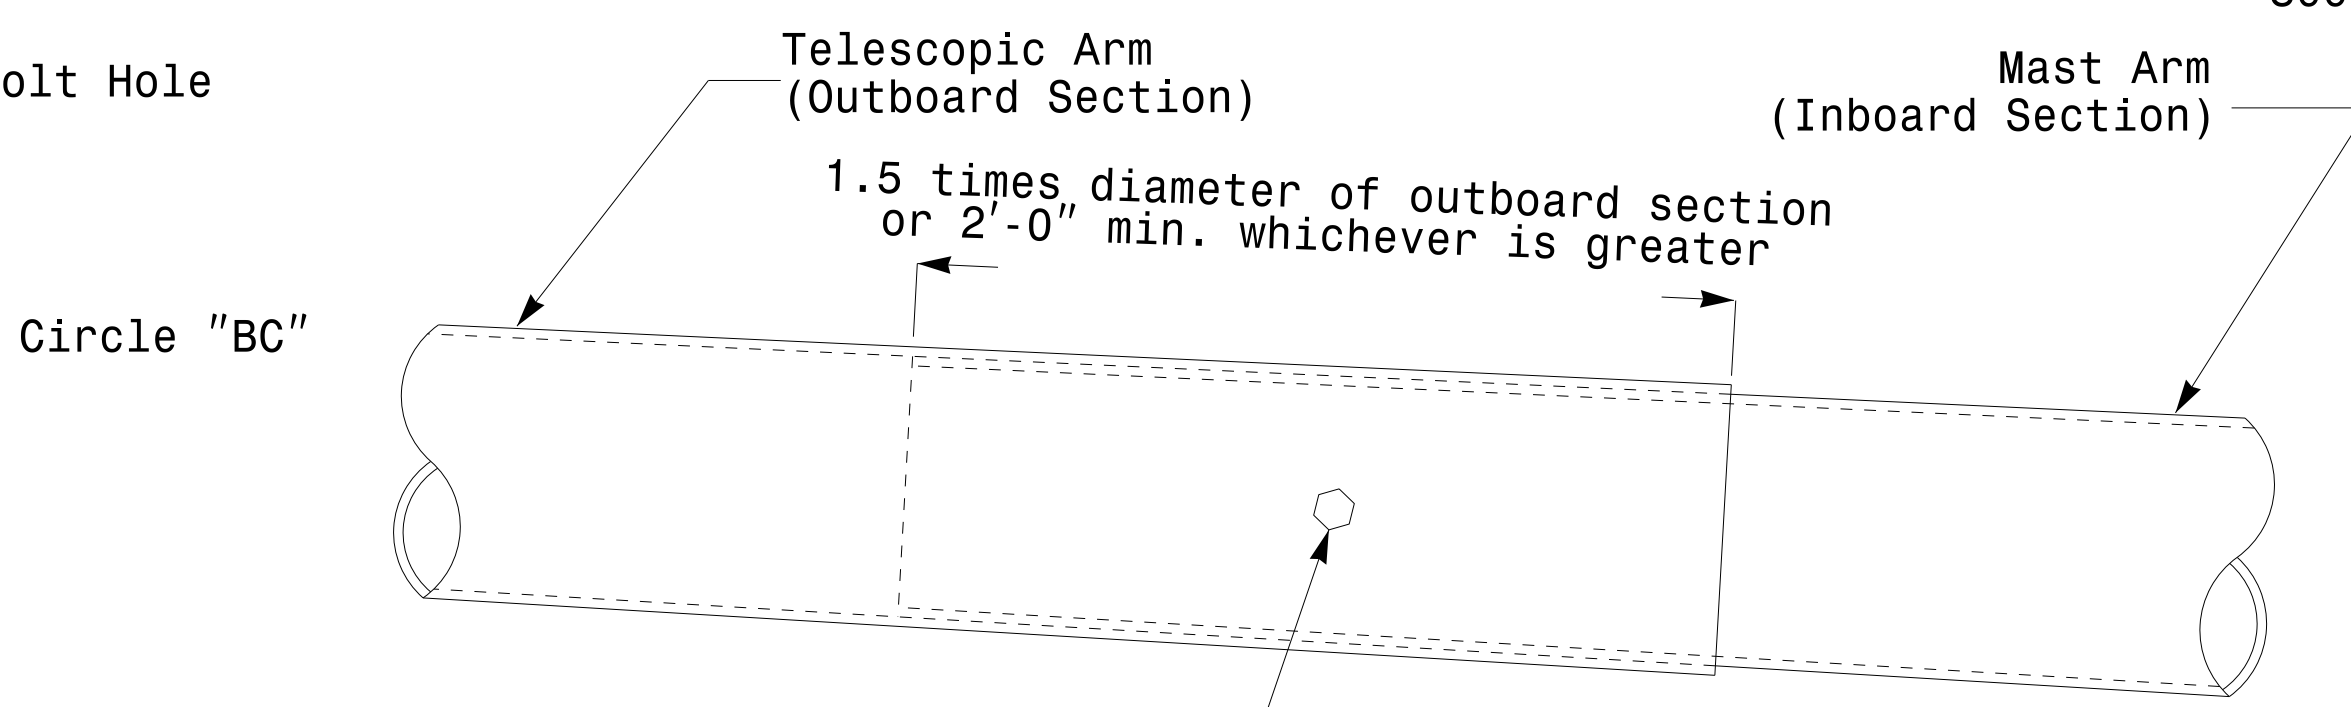 Telescopic Arm
(Outboard Section)
Mast Arm
(Inboard Section)
olt Hole
1.5 times diameter of outboard section
or 2'-0" min. whichever is greater
Circle "BC"